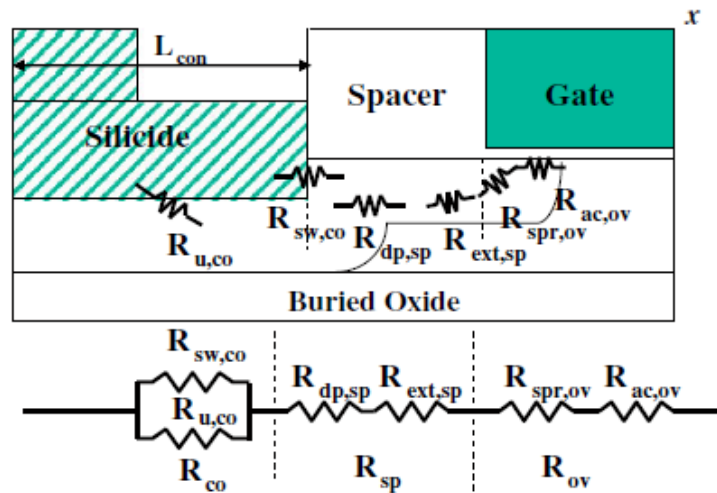 x
L con
Spacer
Gate
Silicide
R sw,co
R ac,ov
R u,co
R dp,sp
R ext,sp
R spr,ov
Buried Oxide
R sw,co
R dp,sp R ext,sp
R spr,ov R ac,ov
R u,co
R co
R sp
R ov